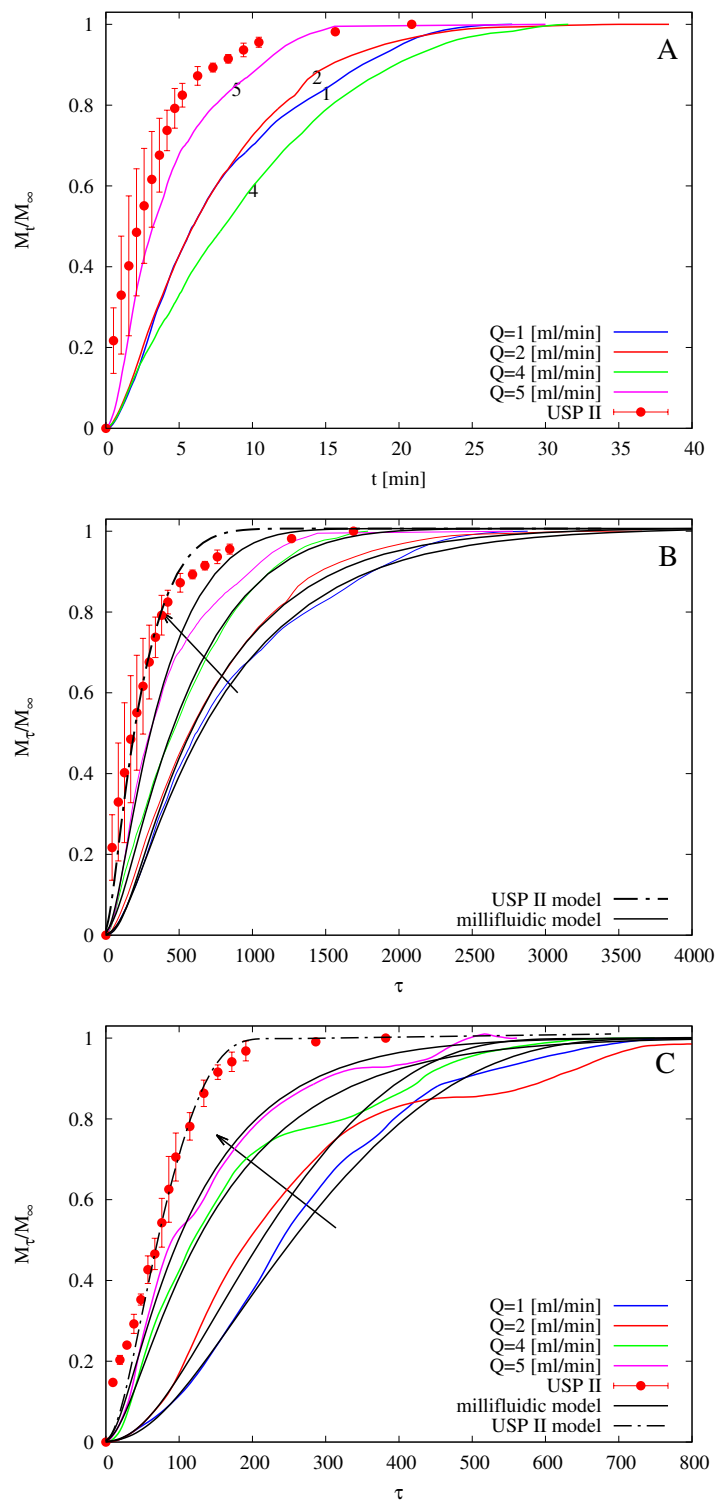 A
1
0.8
0.6
0.4
0.2
0
M_t/M_∞
2
5
1
4
Q=1 [ml/min]
Q=2 [ml/min]
Q=4 [ml/min]
Q=5 [ml/min]
USP II
0 5 10 15 20 25 30 35 40
t [min]
B
1
0.8
0.6
0.4
0.2
0
M_τ/M_∞
USP II model
millifluidic model
0 500 1000 1500 2000 2500 3000 3500 4000
τ
C
1
0.8
0.6
0.4
0.2
0
M_τ/M_∞
Q=1 [ml/min]
Q=2 [ml/min]
Q=4 [ml/min]
Q=5 [ml/min]
USP II
millifluidic model
USP II model
0 100 200 300 400 500 600 700 800
τ